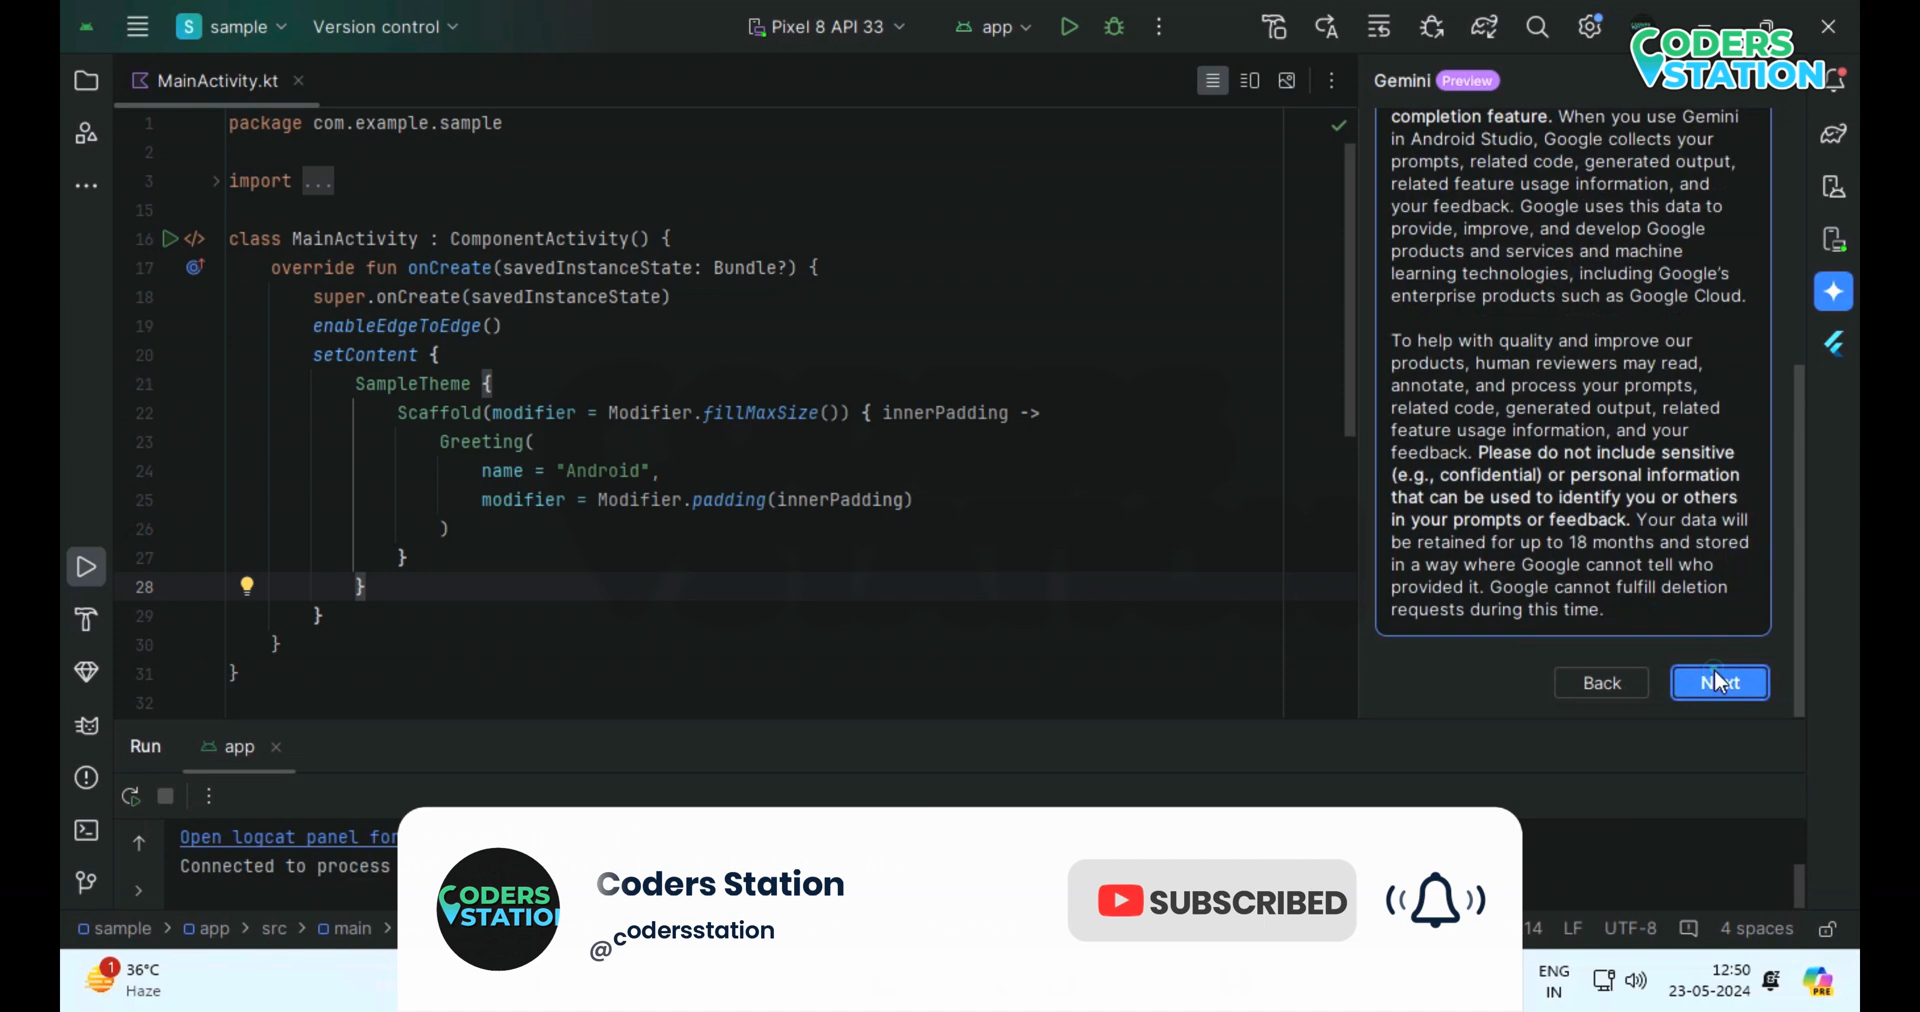 S sample Version control Pixel 8 API 33 app
CODERS
STATION
MainActivity.kt
Gemini Preview
1 package com.example.sample
2
3 import ...
15
16 class MainActivity : ComponentActivity() {
17 override fun onCreate(savedInstanceState: Bundle?) {
18 super.onCreate(savedInstanceState)
19 enableEdgeToEdge()
20 setContent {
21 SampleTheme {
22 Scaffold(modifier = Modifier.fillMaxSize()) { innerPadding ->
23 Greeting(
24 name = "Android",
25 modifier = Modifier.padding(innerPadding)
26 )
27 }
28 }
29 }
30 }
31 }
32
completion feature. When you use Gemini
in Android Studio, Google collects your
prompts, related code, generated output,
related feature usage information, and
your feedback. Google uses this data to
provide, improve, and develop Google
products and services and machine
learning technologies, including Google's
enterprise products such as Google Cloud.
To help with quality and improve our
products, human reviewers may read,
annotate, and process your prompts,
related code, generated output, related
feature usage information, and your
feedback. Please do not include sensitive
(e.g., confidential) or personal information
that can be used to identify you or others
in your prompts or feedback. Your data will
be retained for up to 18 months and stored
in a way where Google cannot tell who
provided it. Google cannot fulfill deletion
requests during this time.
Back Next
Run app
Open logcat panel for
Connected to process
CODERS
STATION
Coders Station
@codersstation
SUBSCRIBED
sample > app > src > main >
14 LF UTF-8 4 spaces
1
36°C
Haze
ENG
IN
12:50
23-05-2024
PRE